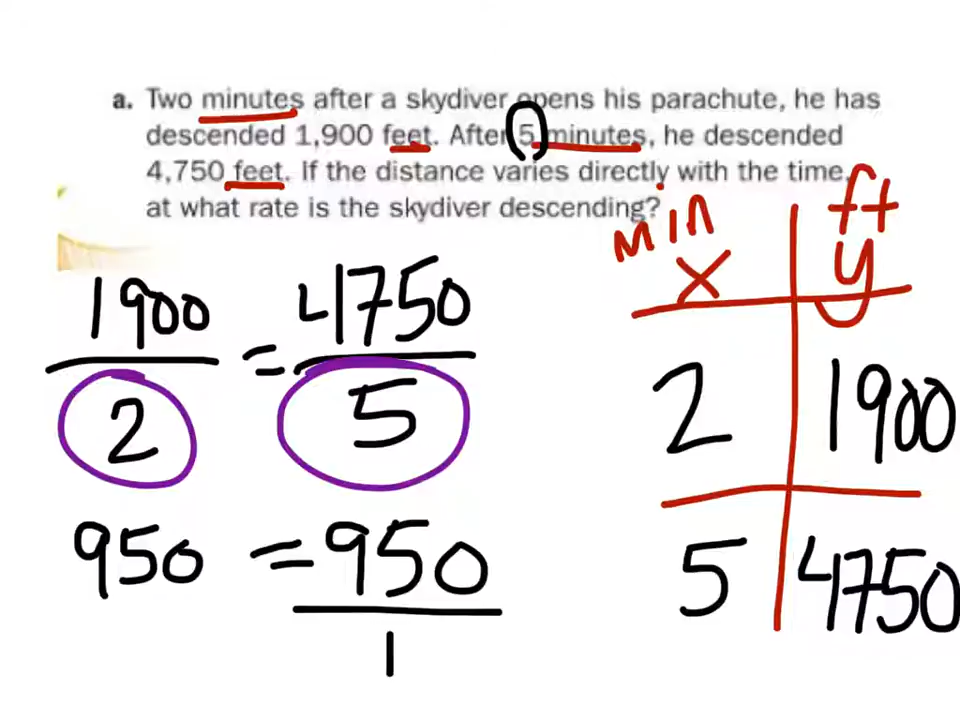 a. Two minutes after a skydiver opens his parachute, he has
descended 1,900 feet. After 5 minutes, he descended
4,750 feet. If the distance varies directly with the time,
at what rate is the skydiver descending?
min ft
x y
1900 = 4750
2 5
2 1900
950 = 950
1
5 4750